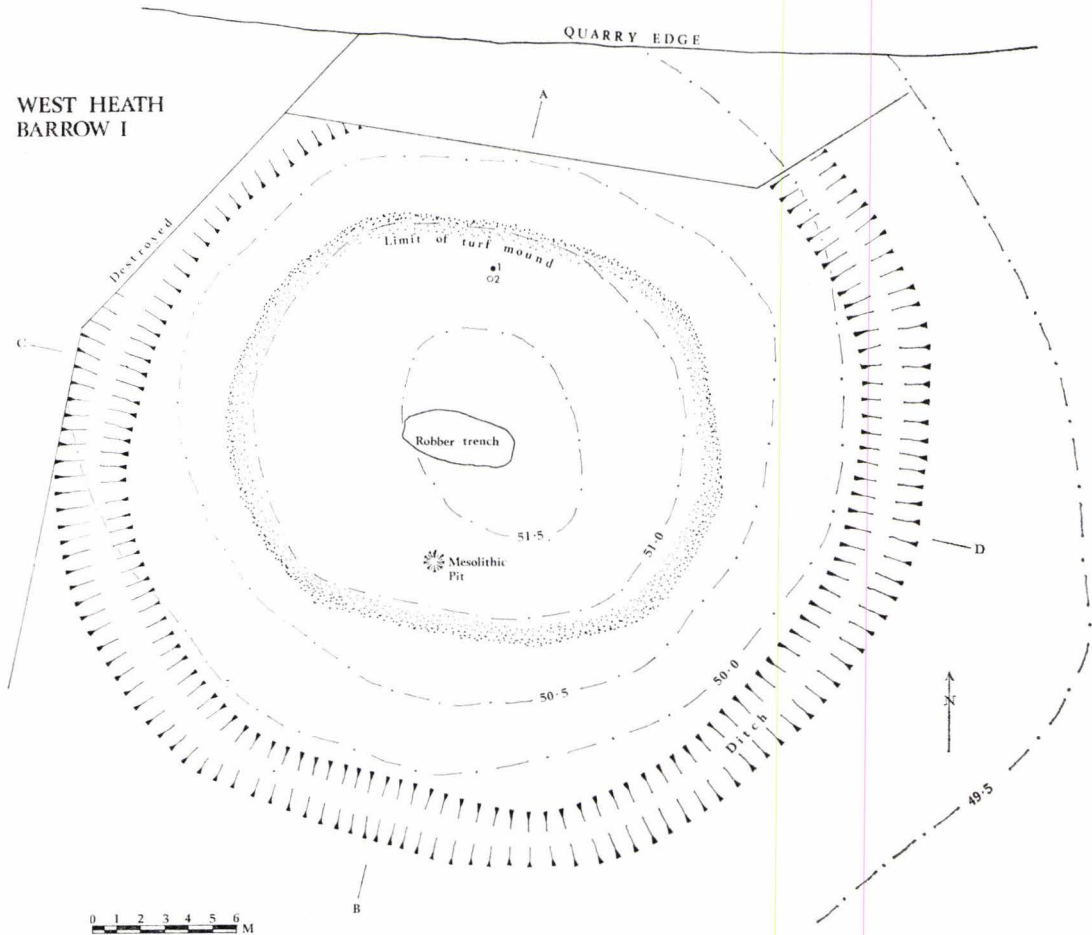 QUARRY EDGE
WEST HEATH
BARROW I
A
Destroyed
Limit of turf mound
1
2
C
Robber trench
51·5
51·0
Mesolithic
Pit
D
50·0
50·5
Ditch
N
49·5
B
0 1 2 3 4 5 6
M